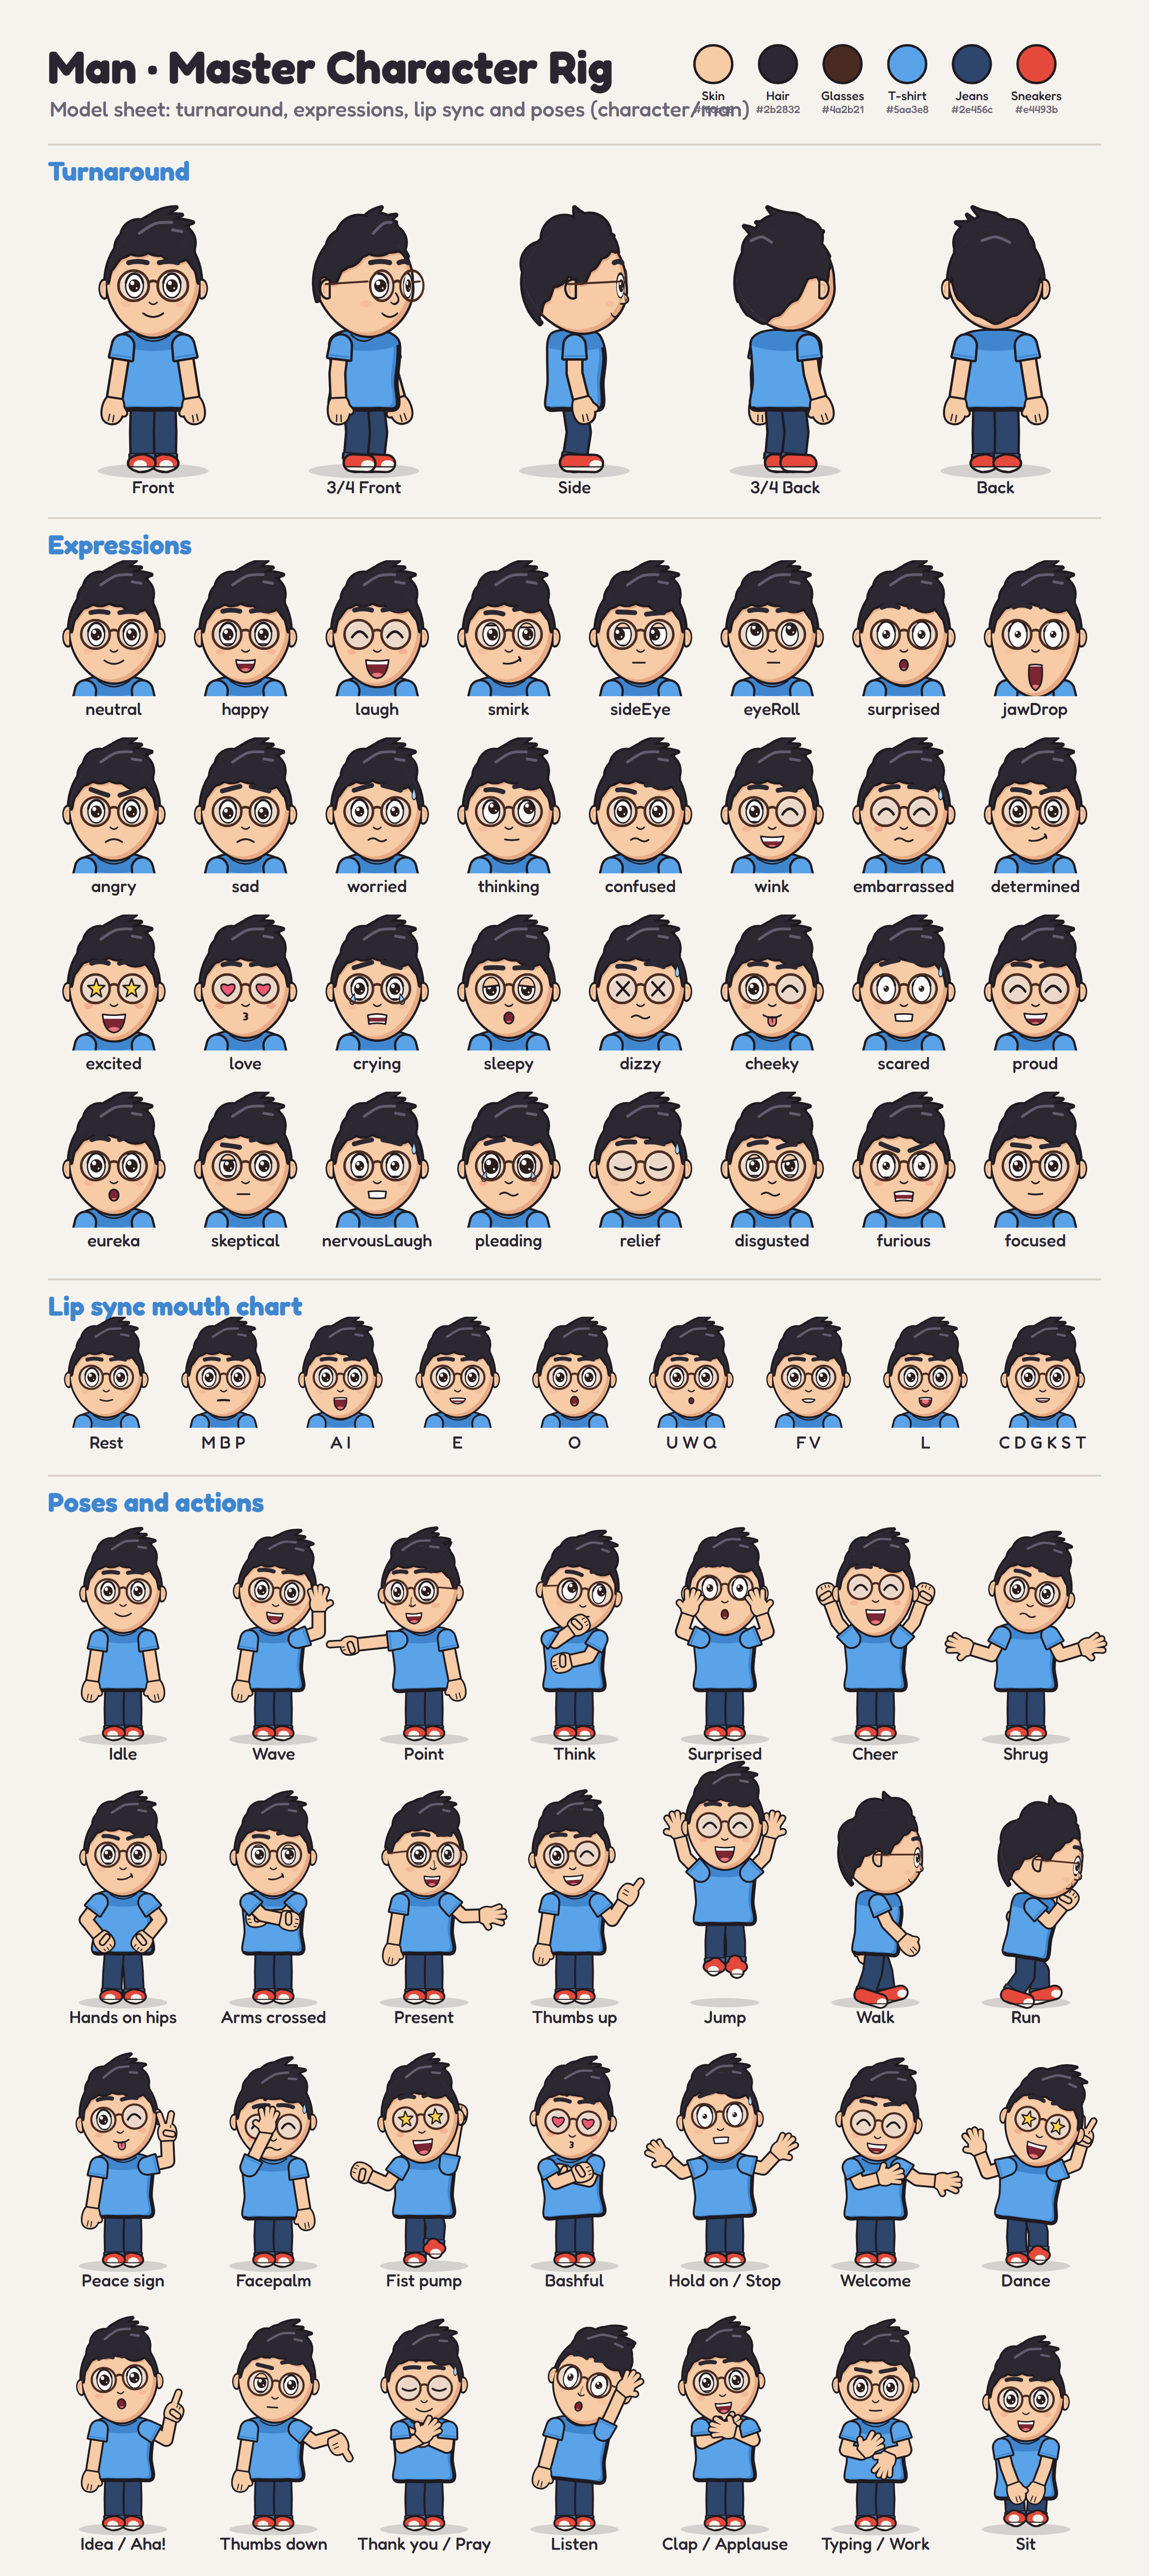 Man · Master Character Rig
Model sheet: turnaround, expressions, lip sync and poses (character/man)
Skin Hair Glasses T-shirt Jeans Sneakers
#2b2832 #4a2b21 #5aa3e8 #2e456c #e4493b
Turnaround
Front 3/4 Front Side 3/4 Back Back
Expressions
neutral happy laugh smirk sideEye eyeRoll surprised jawDrop
angry sad worried thinking confused wink embarrassed determined
excited love crying sleepy dizzy cheeky scared proud
eureka skeptical nervousLaugh pleading relief disgusted furious focused
Lip sync mouth chart
Rest M B P A I E O U W Q F V L C D G K S T
Poses and actions
Idle Wave Point Think Surprised Cheer Shrug
Hands on hips Arms crossed Present Thumbs up Jump Walk Run
Peace sign Facepalm Fist pump Bashful Hold on / Stop Welcome Dance
Idea / Aha! Thumbs down Thank you / Pray Listen Clap / Applause Typing / Work Sit